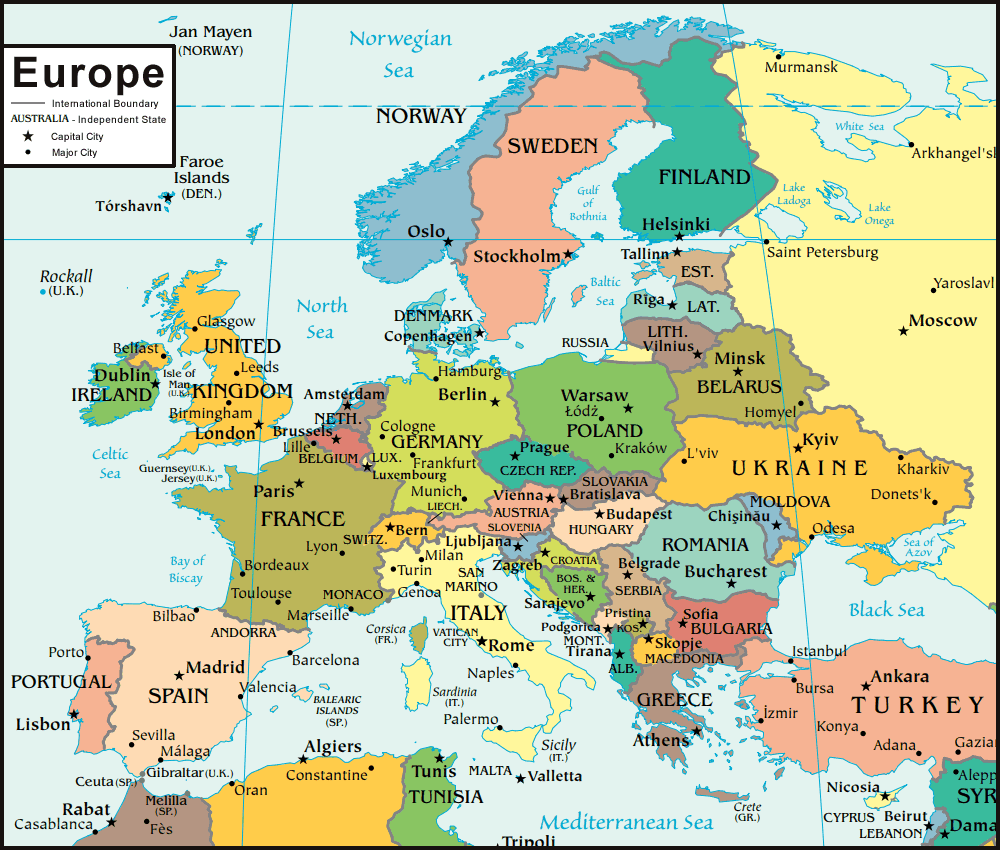 Jan Mayen
(NORWAY)
Norwegian
Sea
Europe
International Boundary
AUSTRALIA - Independent State
Capital City
Major City
Murmansk
White Sea
Arkhangel'sk
NORWAY
SWEDEN
FINLAND
Faroe
Islands
(DEN.)
Tórshavn
Gulf
of
Bothnia
Lake
Ladoga
Lake
Onega
Oslo
Helsinki
Stockholm
Tallinn
Saint Petersburg
EST.
Rockall
(U.K.)
Baltic
Sea
Yaroslavl
North
Sea
Riga
LAT.
DENMARK
Copenhagen
Moscow
Glasgow
LITH.
Vilnius
RUSSIA
Belfast
UNITED
KINGDOM
Leeds
Isle of
Man
(U.K.)
Dublin
IRELAND
Birmingham
London
Hamburg
Berlin
Minsk
BELARUS
Homyel
Amsterdam
NETH.
Warsaw
Łódź
POLAND
Brussels
Lille
BELGIUM
Cologne
GERMANY
LUX.
Luxembourg
Frankfurt
Prague
CZECH REP.
Kraków
L'viv
Kyiv
UKRAINE
Kharkiv
Donets'k
Celtic
Sea
Guernsey(U.K.)
Jersey(U.K.)
Paris
FRANCE
Munich
LIECH.
Vienna
AUSTRIA
SLOVENIA
SLOVAKIA
Bratislava
MOLDOVA
Chişinău
Odesa
Sea of
Azov
Lyon
SWITZ.
Bern
Ljubljana
Budapest
HUNGARY
ROMANIA
Bucharest
Bay of
Biscay
Bordeaux
Milan
Turin
Genoa
SAN
MARINO
Zagreb
CROATIA
BOS. &
HER.
Sarajevo
Belgrade
SERBIA
Toulouse
MONACO
Marseille
Bilbao
ANDORRA
ITALY
Corsica
(FR.)
VATICAN
CITY
Rome
Pristina
KOS.
Podgorica
MONT.
Sofia
BULGARIA
Black Sea
Skopje
MACEDONIA
Tirana
ALB.
Istanbul
Porto
PORTUGAL
Lisbon
Madrid
SPAIN
Barcelona
Valencia
BALEARIC
ISLANDS
(SP.)
Sardinia
(IT.)
Naples
GREECE
Athens
Bursa
Ankara
TURKEY
İzmir
Konya
Adana
Gazian
Palermo
Sicily
(IT.)
Sevilla
Málaga
Ceuta(SP.)
Gibraltar(U.K.)
Algiers
Constantine
Tunis
TUNISIA
MALTA
Valletta
Alepp
SYR
Nicosia
CYPRUS
Beirut
LEBANON
Dama
Rabat
Casablanca
Melilla
(SP.)
Fès
Oran
Crete
(GR.)
Mediterranean Sea
Tripoli